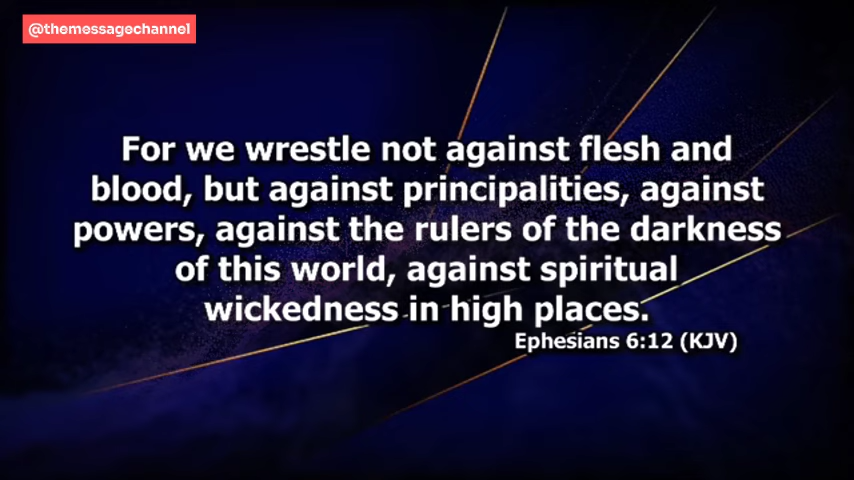 @themessagechannel
For we wrestle not against flesh and
blood, but against principalities, against
powers, against the rulers of the darkness
of this world, against spiritual
wickedness in high places.
Ephesians 6:12 (KJV)